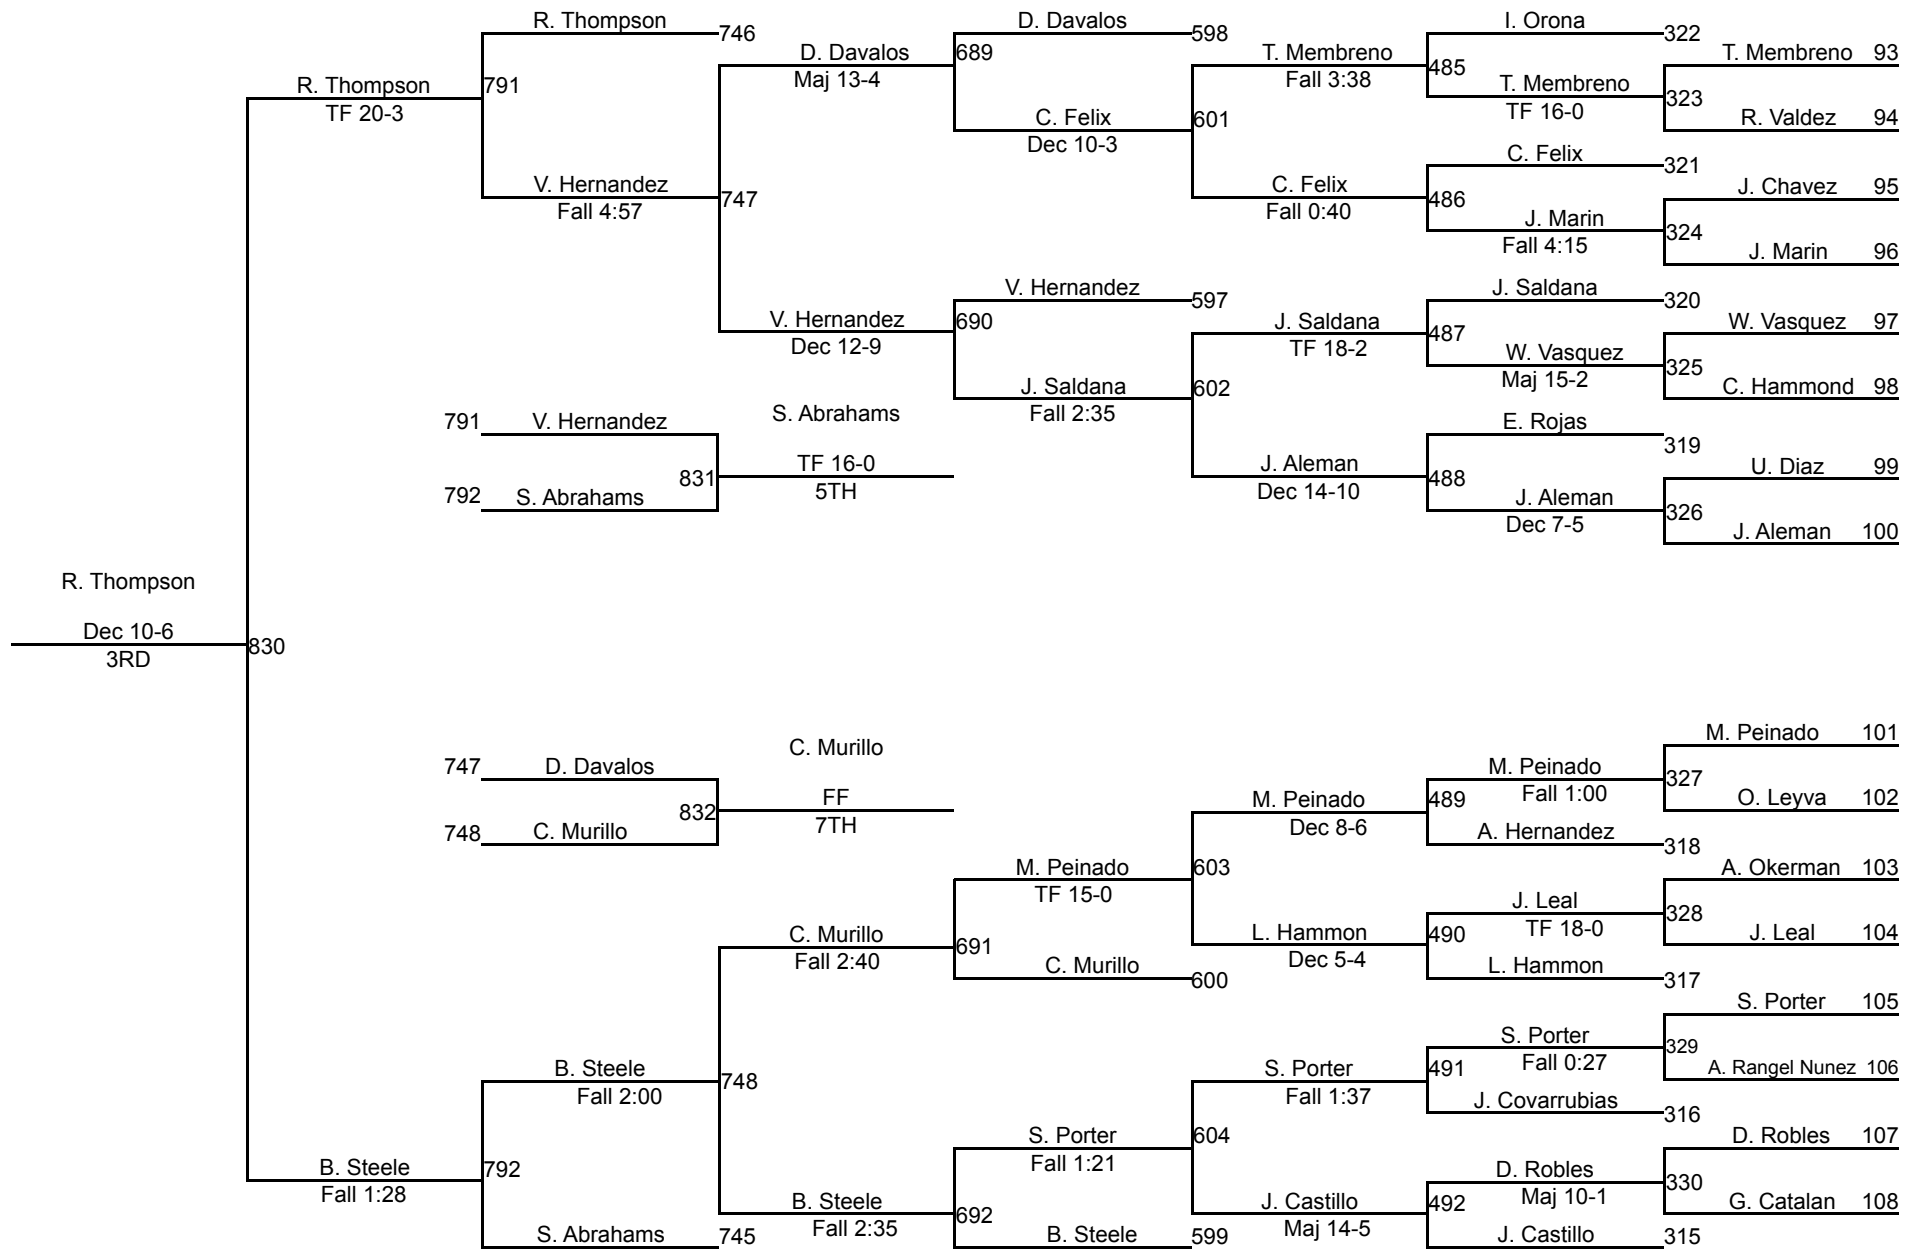 R. Thompson
746
D. Davalos
598
I. Orona
322
T. Membreno 93
R. Thompson
TF 20-3
791
D. Davalos
Maj 13-4
689
T. Membreno
Fall 3:38
485
T. Membreno
TF 16-0
323
R. Valdez 94
C. Felix
Dec 10-3
601
C. Felix
321
J. Chavez 95
V. Hernandez
Fall 4:57
747
C. Felix
Fall 0:40
486
J. Marin
Fall 4:15
324
J. Marin 96
V. Hernandez
597
J. Saldana
320
W. Vasquez 97
V. Hernandez
Dec 12-9
690
J. Saldana
TF 18-2
487
W. Vasquez
Maj 15-2
325
C. Hammond 98
J. Saldana
Fall 2:35
602
E. Rojas
319
U. Diaz 99
791 V. Hernandez
S. Abrahams
831
TF 16-0
5TH
792 S. Abrahams
J. Aleman
Dec 14-10
488
J. Aleman
Dec 7-5
326
J. Aleman 100
R. Thompson
Dec 10-6
3RD
830
M. Peinado 101
747 D. Davalos
C. Murillo
832
FF
7TH
748 C. Murillo
M. Peinado
Dec 8-6
489
M. Peinado
Fall 1:00
327
O. Leyva 102
A. Hernandez
318
A. Okerman 103
M. Peinado
TF 15-0
603
J. Leal
TF 18-0
328
J. Leal 104
C. Murillo
Fall 2:40
691
L. Hammon
Dec 5-4
490
L. Hammon
317
C. Murillo
600
S. Porter 105
B. Steele
Fall 2:00
748
S. Porter
Fall 1:37
491
S. Porter
Fall 0:27
329
A. Rangel Nunez 106
J. Covarrubias
316
D. Robles 107
S. Porter
Fall 1:21
604
B. Steele
Fall 1:28
792
B. Steele
Fall 2:35
692
J. Castillo
Maj 14-5
492
D. Robles
Maj 10-1
330
G. Catalan 108
S. Abrahams
745
B. Steele
599
J. Castillo
315